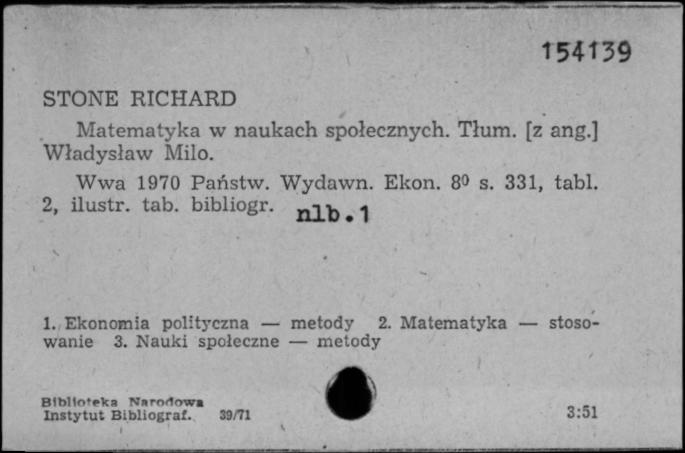 154139
STONE RICHARD
Matematyka w naukach społecznych. Tłum. [z ang.]
Władysław Milo.
Wwa 1970 Państw. Wydawn. Ekon. 8⁰ s. 331, tabl.
2, ilustr. tab. bibliogr. nlb.1
1. Ekonomia polityczna — metody 2. Matematyka — stoso-
wanie 3. Nauki społeczne — metody
Biblioteka Narodowa
Instytut Bibliograf. 39/71 3:51